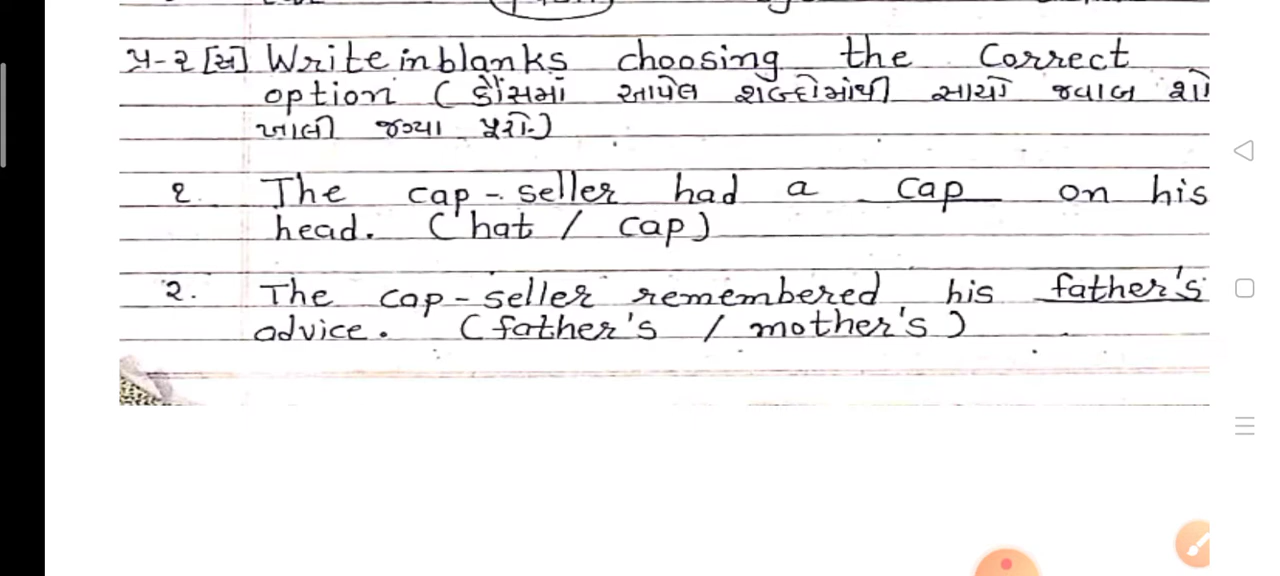 પ્ર-૨ [અ] Write in blanks choosing the Correct
option ( કૌંસમાં આપેલ શબ્દોમાંથી સાચો જવાબ શો
ખાલી જગ્યા પૂરો.)
૧. The cap-seller had a cap on his
head. ( hat / cap )
૨. The cap-seller remembered his father's
advice. ( father's / mother's )